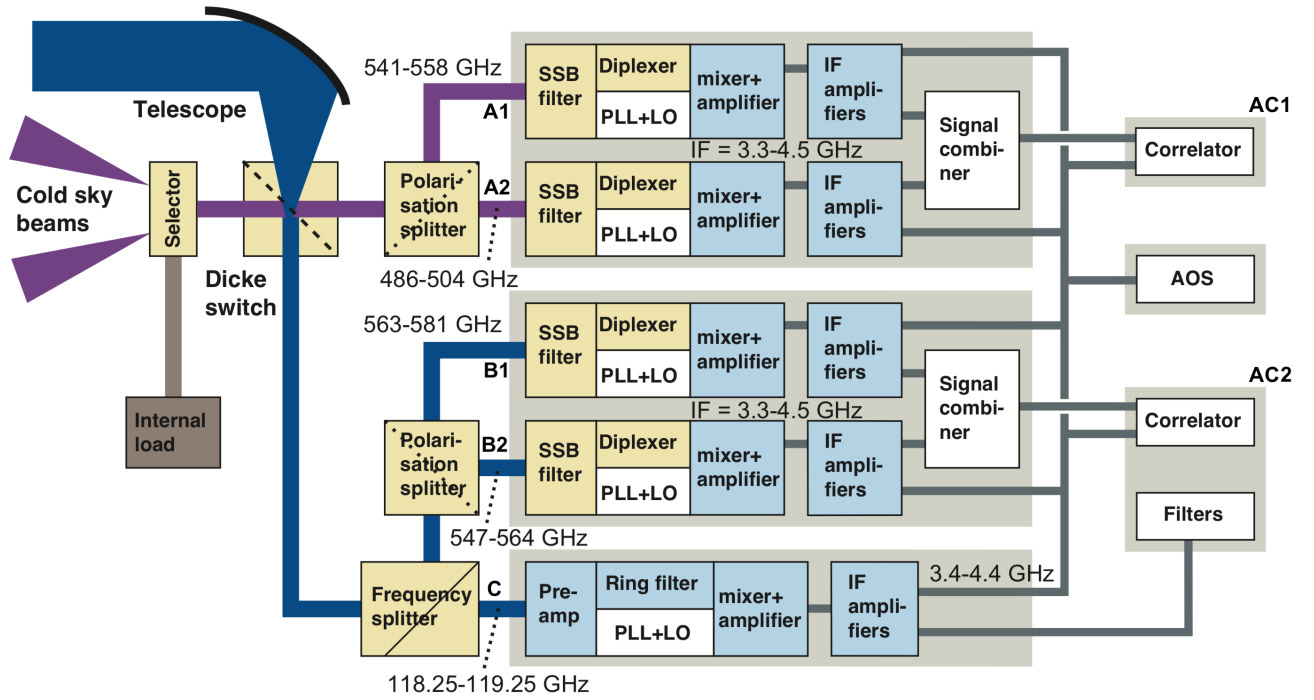 Telescope
Cold sky
beams
Selector
Dicke
switch
Internal
load
541-558 GHz
A1
Polari-
sation
splitter
A2
486-504 GHz
SSB
filter
Diplexer
PLL+LO
mixer+
amplifier
IF
ampli-
fiers
IF = 3.3-4.5 GHz
SSB
filter
Diplexer
PLL+LO
mixer+
amplifier
IF
ampli-
fiers
Signal
combi-
ner
AC1
Correlator
AOS
563-581 GHz
B1
Polari-
sation
splitter
B2
547-564 GHz
SSB
filter
Diplexer
PLL+LO
mixer+
amplifier
IF
ampli-
fiers
IF = 3.3-4.5 GHz
SSB
filter
Diplexer
PLL+LO
mixer+
amplifier
IF
ampli-
fiers
Signal
combi-
ner
AC2
Correlator
Filters
Frequency
splitter
C
118.25-119.25 GHz
Pre-
amp
Ring filter
PLL+LO
mixer+
amplifier
IF
ampli-
fiers
3.4-4.4 GHz